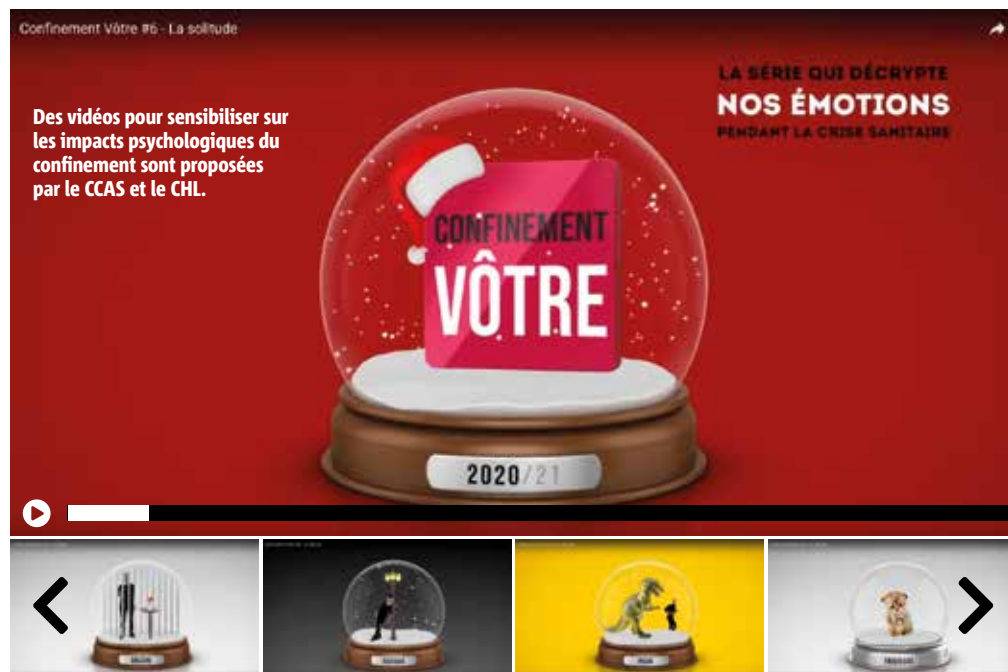 Confinement Vôtre #6 - La solitude
LA SÉRIE QUI DÉCRYPTE
NOS ÉMOTIONS
PENDANT LA CRISE SANITAIRE
Des vidéos pour sensibiliser sur
les impacts psychologiques du
confinement sont proposées
par le CCAS et le CHL.
CONFINEMENT
VÔTRE
2020/21